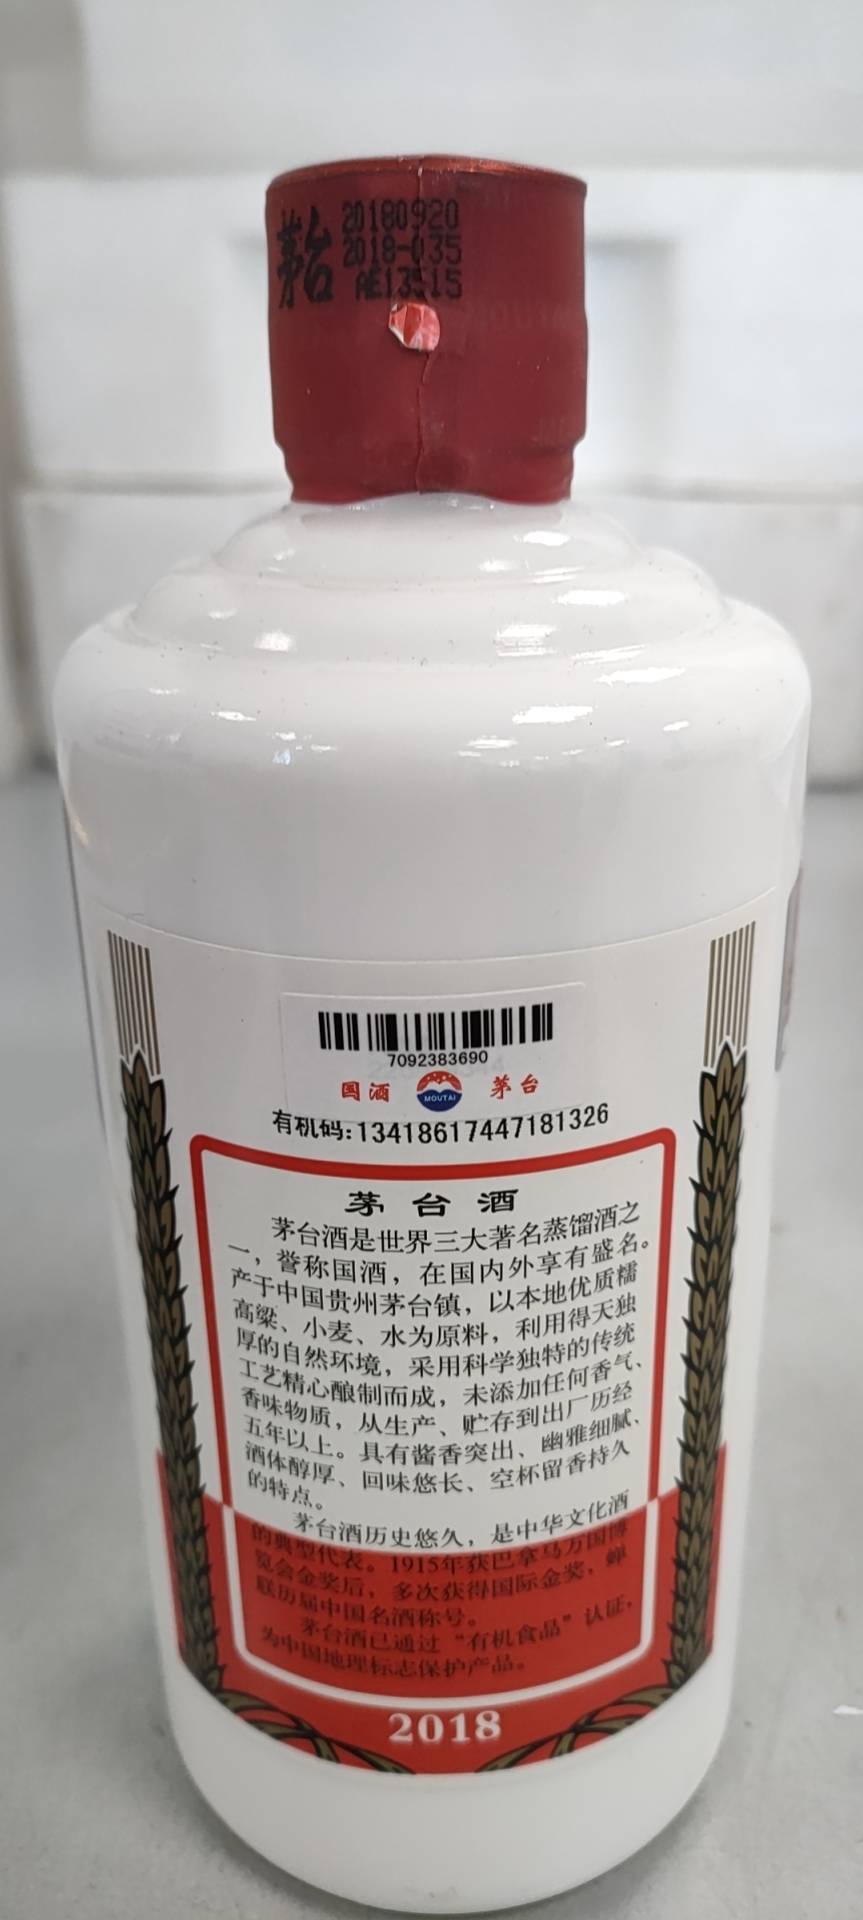 茅台
20180920
2018-035
AE13515
7092383690
国酒 MOUTAI 茅台
有机码:13418617447181326
茅台酒
茅台酒是世界三大著名蒸馏酒之
一，誉称国酒，在国内外享有盛名。
产于中国贵州茅台镇，以本地优质糯
高粱、小麦、水为原料，利用得天独
厚的自然环境，采用科学独特的传统
工艺精心酿制而成，未添加任何香气、
香味物质，从生产、贮存到出厂历经
五年以上。具有酱香突出、幽雅细腻、
酒体醇厚、回味悠长、空杯留香持久
的特点。
茅台酒历史悠久，是中华文化酒
的典型代表。1915年获巴拿马万国博
览会金奖后，多次获得国际金奖，蝉
联历届中国名酒称号。
茅台酒已通过“有机食品”认证，
为中国地理标志保护产品。
2018